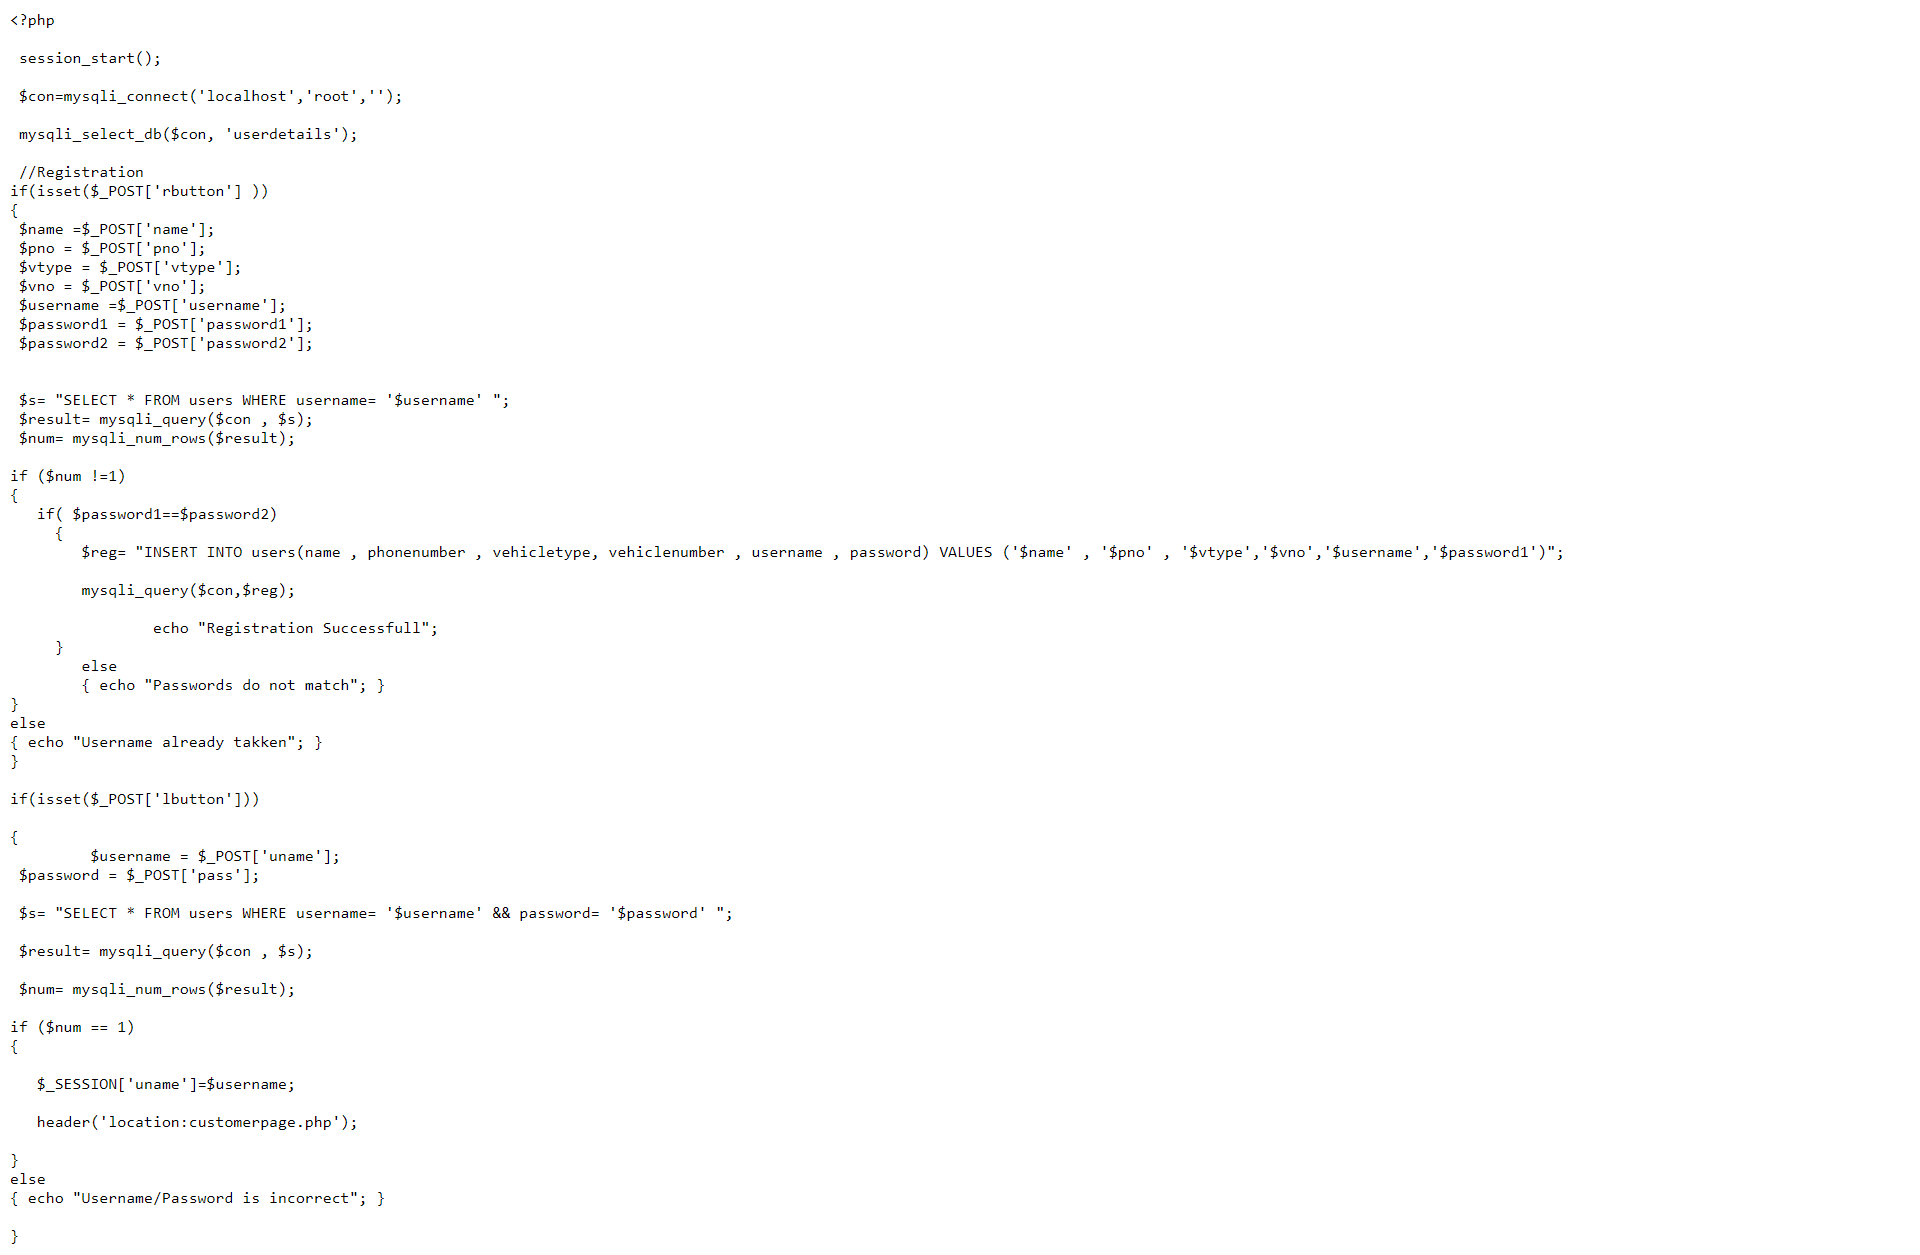 <?php
session_start();
$con=mysqli_connect('localhost','root','');
mysqli_select_db($con, 'userdetails');
//Registration
if(isset($_POST['rbutton'] ))
{
$name =$_POST['name'];
$pno = $_POST['pno'];
$vtype = $_POST['vtype'];
$vno = $_POST['vno'];
$username =$_POST['username'];
$password1 = $_POST['password1'];
$password2 = $_POST['password2'];
$s= "SELECT * FROM users WHERE username= '$username' ";
$result= mysqli_query($con , $s);
$num= mysqli_num_rows($result);
if ($num !=1)
{
if( $password1==$password2)
{
$reg= "INSERT INTO users(name , phonenumber , vehicletype, vehiclenumber , username , password) VALUES ('$name' , '$pno' , '$vtype','$vno','$username','$password1')";
mysqli_query($con,$reg);
echo "Registration Successfull";
}
else
{ echo "Passwords do not match"; }
}
else
{ echo "Username already takken"; }
}
if(isset($_POST['lbutton']))
{
$username = $_POST['uname'];
$password = $_POST['pass'];
$s= "SELECT * FROM users WHERE username= '$username' && password= '$password' ";
$result= mysqli_query($con , $s);
$num= mysqli_num_rows($result);
if ($num == 1)
{
$_SESSION['uname']=$username;
header('location:customerpage.php');
}
else
{ echo "Username/Password is incorrect"; }
}